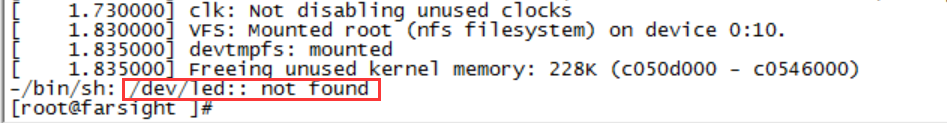 [    1.730000] clk: Not disabling unused clocks
[    1.830000] VFS: Mounted root (nfs filesystem) on device 0:10.
[    1.835000] devtmpfs: mounted
[    1.835000] Freeing unused kernel memory: 228K (c050d000 - c0546000)
-/bin/sh: /dev/led:: not found
[root@farsight ]#